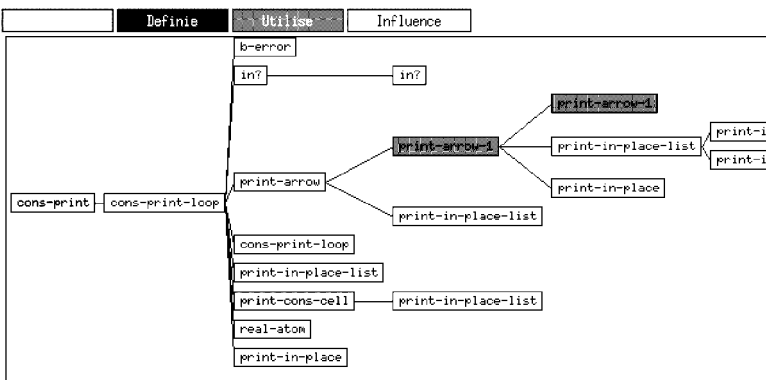 Definie Utilise Influence
b-error
in? in?
print-arrow-1
print-arrow-1 print-in-place-list print-i
print-i
print-arrow print-in-place
cons-print cons-print-loop
print-in-place-list
cons-print-loop
print-in-place-list
print-cons-cell print-in-place-list
real-atom
print-in-place